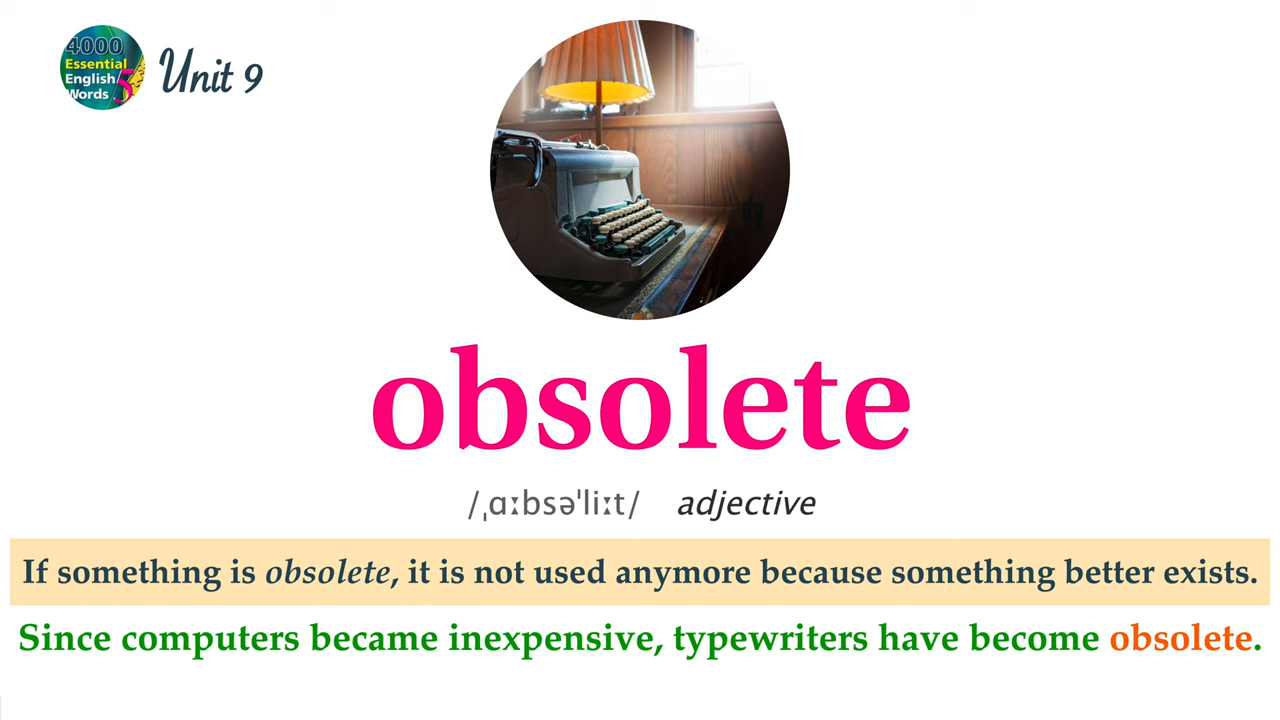 4000
Essential
English
Words 5
Unit 9
obsolete
/ˌɑːbsəˈliːt/ adjective
If something is obsolete, it is not used anymore because something better exists.
Since computers became inexpensive, typewriters have become obsolete.